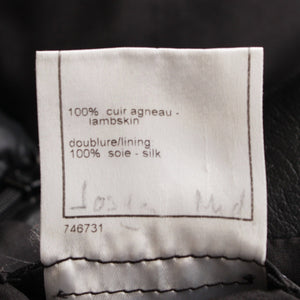 100% cuir agneau -
lambskin
doublure/lining
100% soie - silk
746731